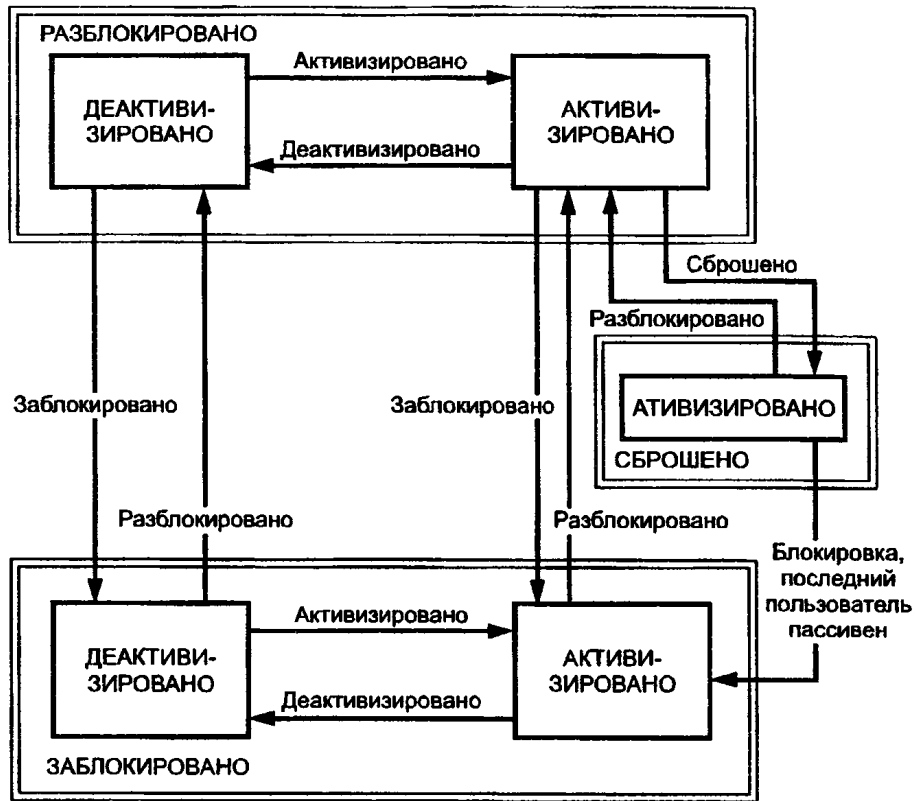 РАЗБЛОКИРОВАНО
Активизировано
ДЕАКТИВИ-
ЗИРОВАНО
АКТИВИ-
ЗИРОВАНО
Деактивизировано
Сброшено
Разблокировано
Заблокировано
Заблокировано
АТИВИЗИРОВАНО
СБРОШЕНО
Разблокировано
Разблокировано
Блокировка,
последний
пользователь
пассивен
Активизировано
ДЕАКТИВИ-
ЗИРОВАНО
АКТИВИ-
ЗИРОВАНО
Деактивизировано
ЗАБЛОКИРОВАНО